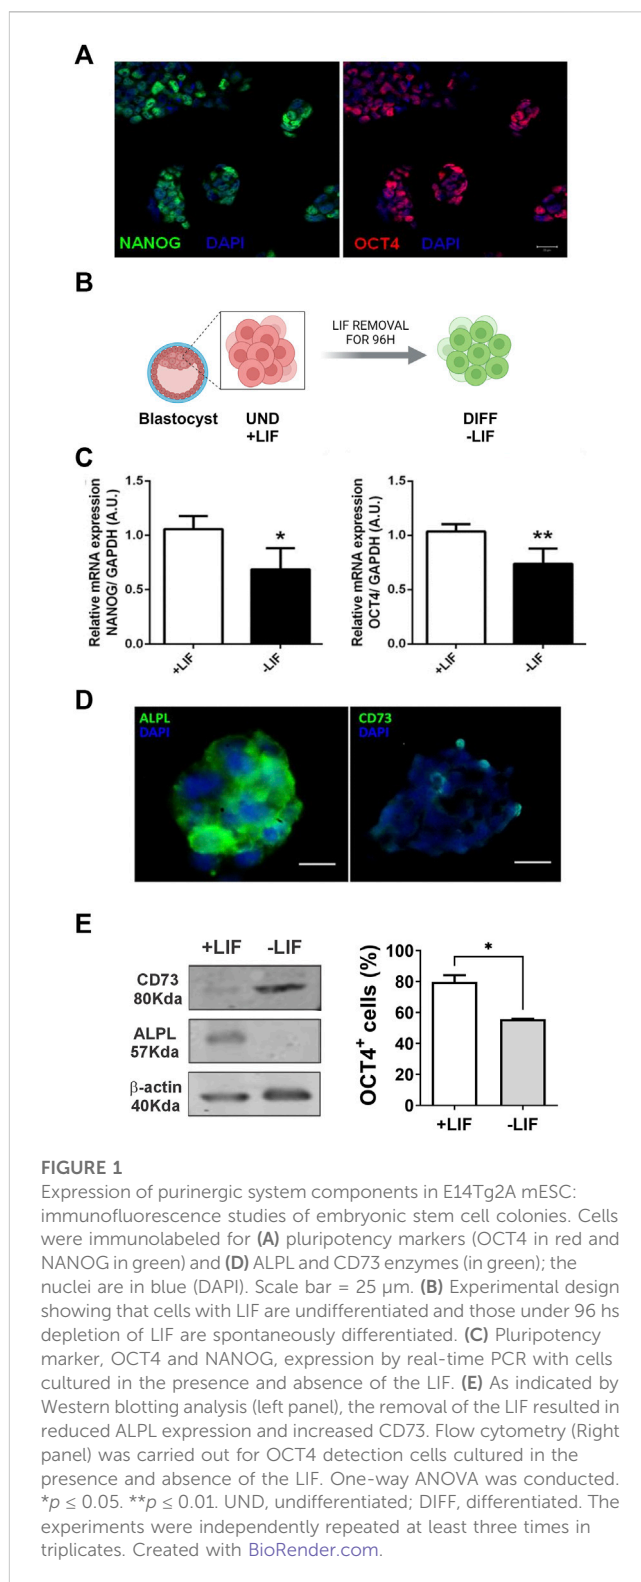 A
NANOG DAPI
OCT4 DAPI
B
LIF REMOVAL
FOR 96H
Blastocyst
UND
+LIF
DIFF
-LIF
C
Relative mRNA expression
NANOG/ GAPDH (A.U.)
1.5
1.0
0.5
0.0
*
+LIF
-LIF
Relative mRNA expression
OCT4/ GAPDH (A.U.)
1.5
1.0
0.5
0.0
**
+LIF
-LIF
D
ALPL
DAPI
CD73
DAPI
E
+LIF -LIF
CD73
80Kda
ALPL
57Kda
β-actin
40Kda
OCT4+ cells (%)
100
80
60
40
20
0
*
+LIF
-LIF
FIGURE 1
Expression of purinergic system components in E14Tg2A mESC:
immunofluorescence studies of embryonic stem cell colonies. Cells
were immunolabeled for (A) pluripotency markers (OCT4 in red and
NANOG in green) and (D) ALPL and CD73 enzymes (in green); the
nuclei are in blue (DAPI). Scale bar = 25 μm. (B) Experimental design
showing that cells with LIF are undifferentiated and those under 96 hs
depletion of LIF are spontaneously differentiated. (C) Pluripotency
marker, OCT4 and NANOG, expression by real-time PCR with cells
cultured in the presence and absence of the LIF. (E) As indicated by
Western blotting analysis (left panel), the removal of the LIF resulted in
reduced ALPL expression and increased CD73. Flow cytometry (Right
panel) was carried out for OCT4 detection cells cultured in the
presence and absence of the LIF. One-way ANOVA was conducted.
*p ≤ 0.05. **p ≤ 0.01. UND, undifferentiated; DIFF, differentiated. The
experiments were independently repeated at least three times in
triplicates. Created with BioRender.com.